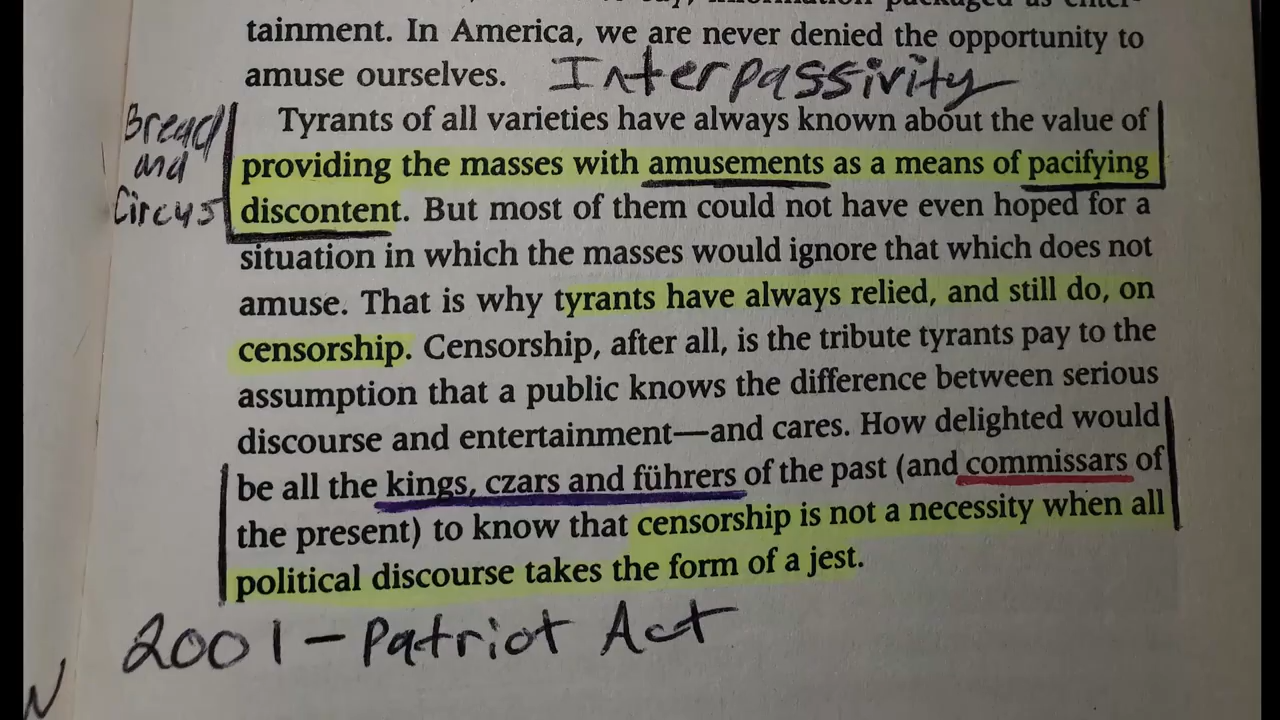 information packaged as enter-
tainment. In America, we are never denied the opportunity to
amuse ourselves. Interpassivity
Bread
and
Circus
Tyrants of all varieties have always known about the value of
providing the masses with amusements as a means of pacifying
discontent. But most of them could not have even hoped for a
situation in which the masses would ignore that which does not
amuse. That is why tyrants have always relied, and still do, on
censorship. Censorship, after all, is the tribute tyrants pay to the
assumption that a public knows the difference between serious
discourse and entertainment—and cares. How delighted would
be all the kings, czars and führers of the past (and commissars of
the present) to know that censorship is not a necessity when all
political discourse takes the form of a jest.
2001 - Patriot Act